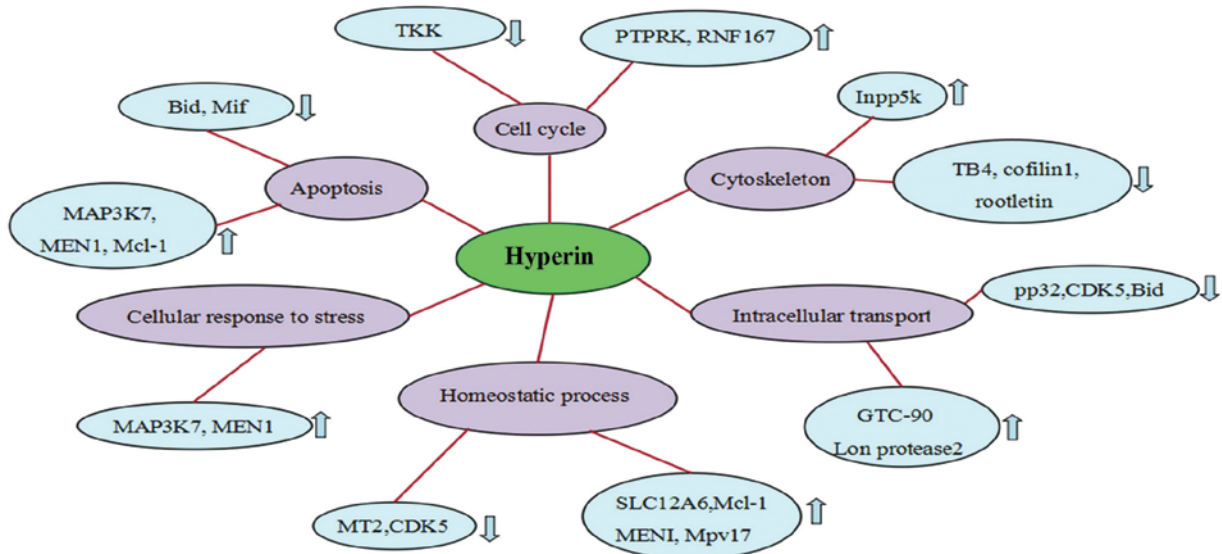 TKK
PTPRK, RNF167
Bid, Mif
Cell cycle
Inpp5k
Apoptosis
Cytoskeleton
TB4, cofilin1,
rootletin
MAP3K7,
MEN1, Mcl-1
Hyperin
pp32,CDK5,Bid
Cellular response to stress
Intracellular transport
Homeostatic process
MAP3K7, MEN1
GTC-90
Lon protease2
MT2,CDK5
SLC12A6,Mcl-1
MENI, Mpv17